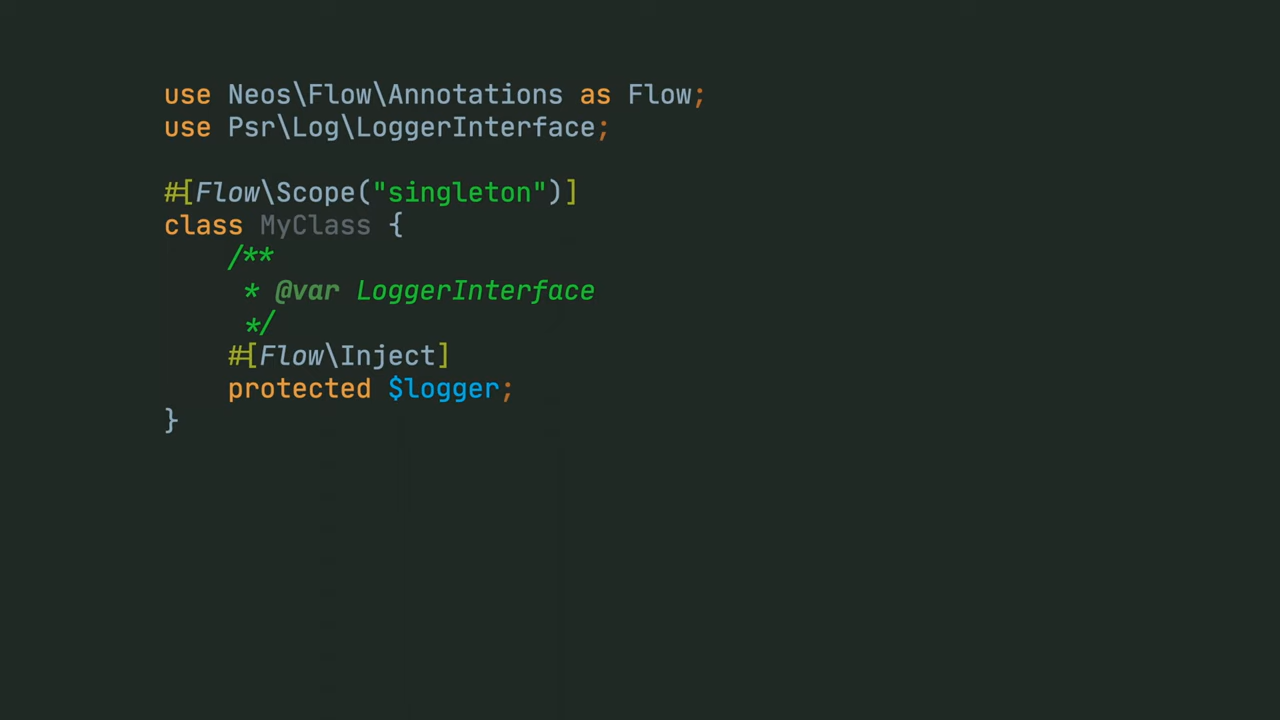 use Neos\Flow\Annotations as Flow;
use Psr\Log\LoggerInterface;

#[Flow\Scope("singleton")]
class MyClass {
    /**
     * @var LoggerInterface
     */
    #[Flow\Inject]
    protected $logger;
}